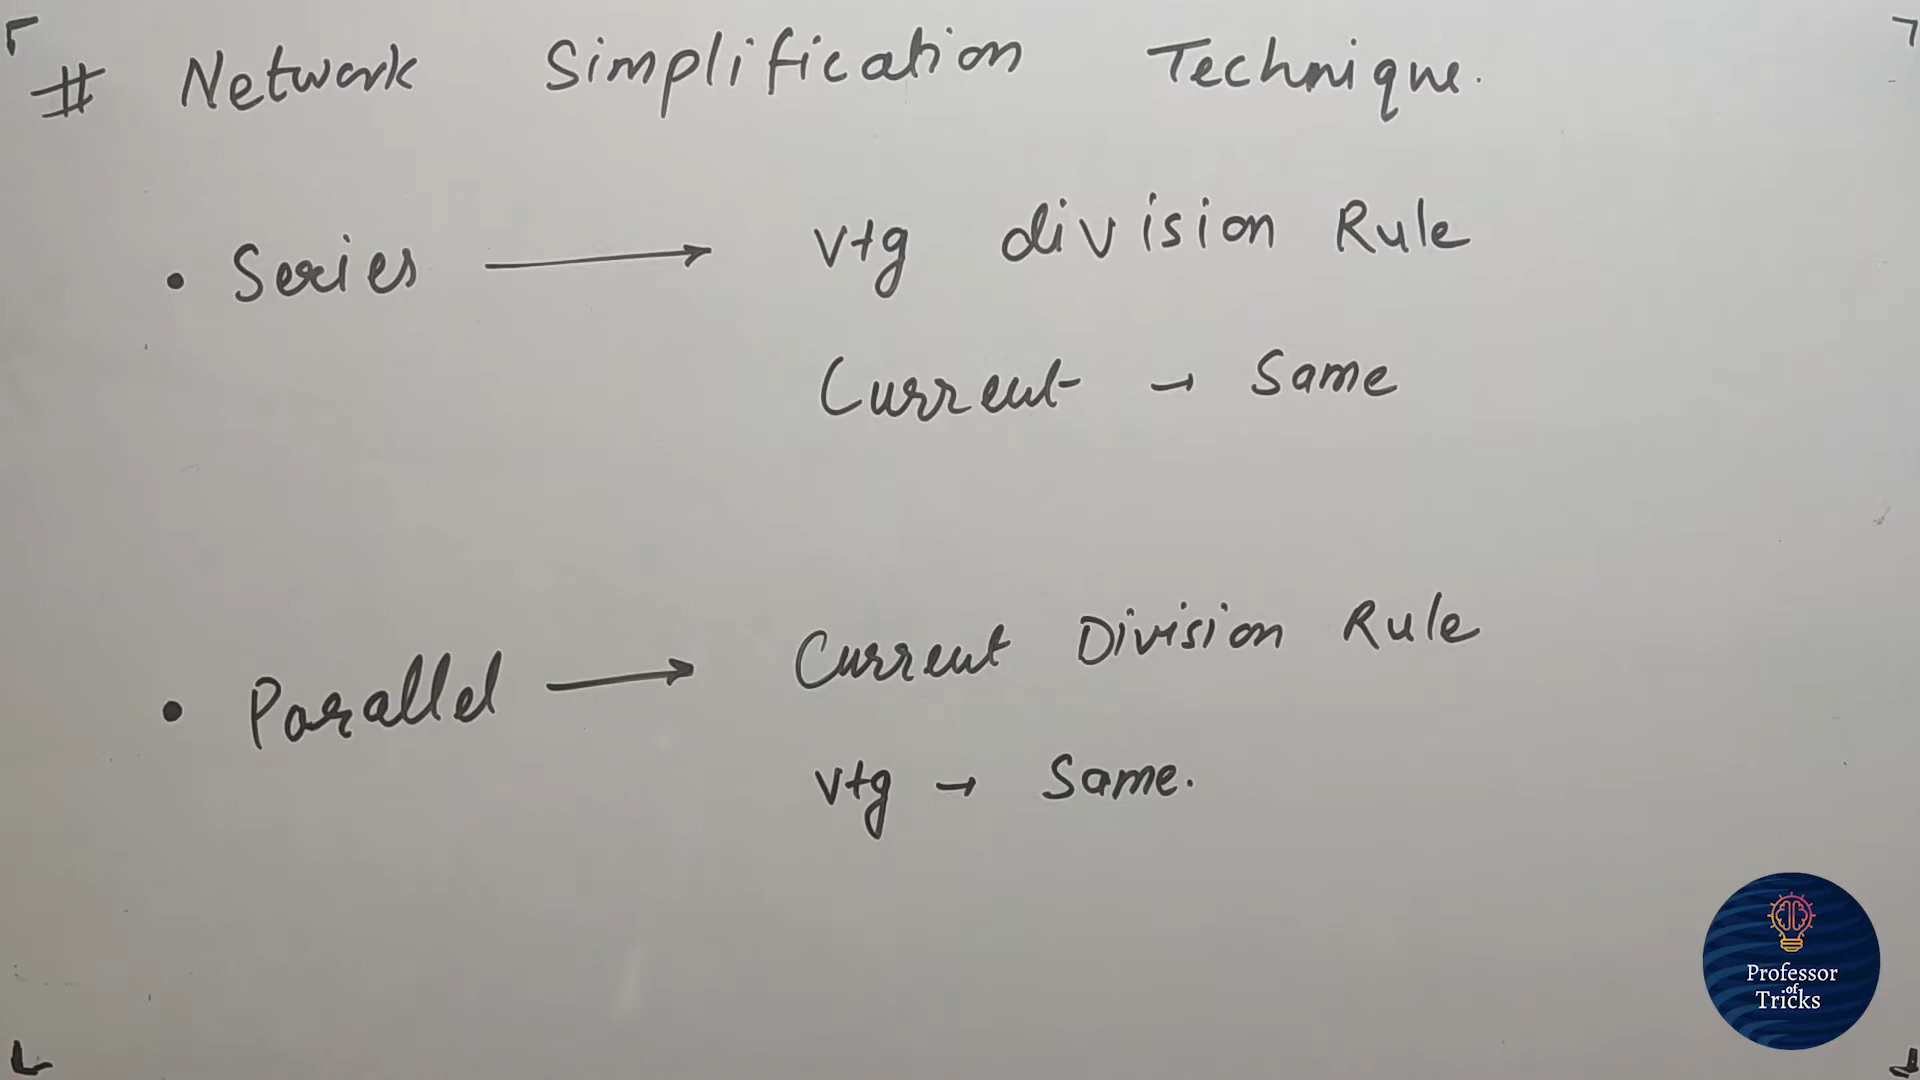 # Network Simplification Technique.
• Series → Vtg division Rule
Current → Same
• Parallel → Current Division Rule
Vtg → Same.
Professor
of
Tricks